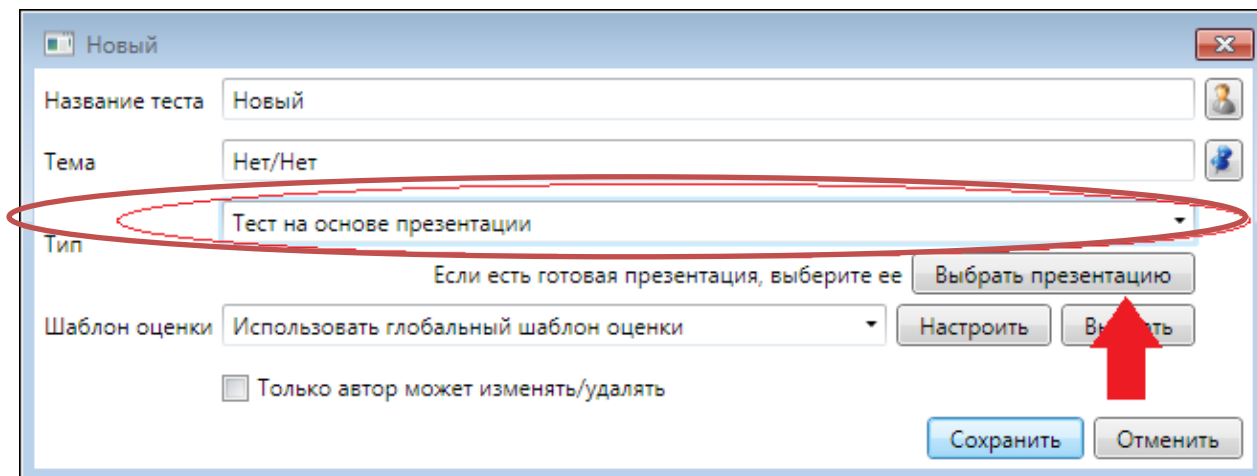 Новый
Название теста Новый
Тема Нет/Нет
Тест на основе презентации
Тип
Если есть готовая презентация, выберите ее Выбрать презентацию
Шаблон оценки Использовать глобальный шаблон оценки Настроить
Только автор может изменять/удалять
Сохранить Отменить